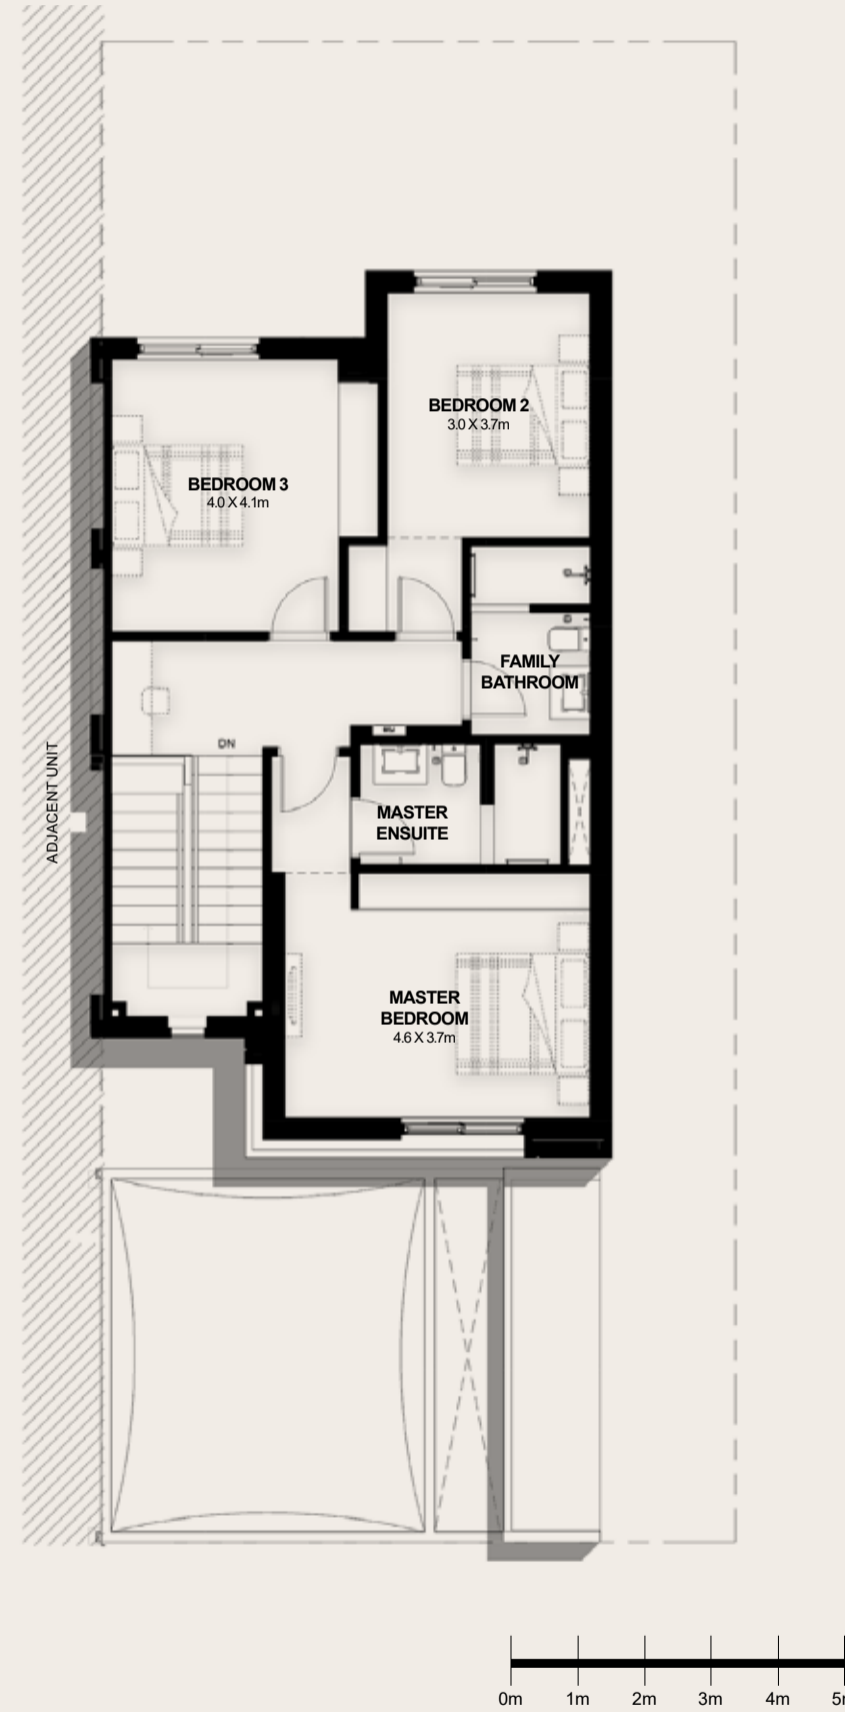 BEDROOM 2
3.0 X 3.7m
BEDROOM 3
4.0 X 4.1m
FAMILY
BATHROOM
DN
ADJACENT UNIT
MASTER
ENSUITE
MASTER
BEDROOM
4.6 X 3.7m
0m 1m 2m 3m 4m